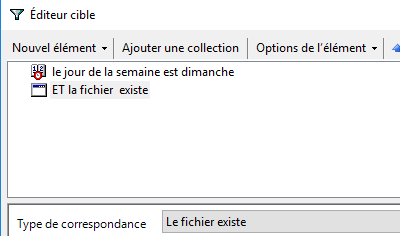 Éditeur cible
Nouvel élément Ajouter une collection Options de l'élément
le jour de la semaine est dimanche
ET la fichier existe
Type de correspondance Le fichier existe